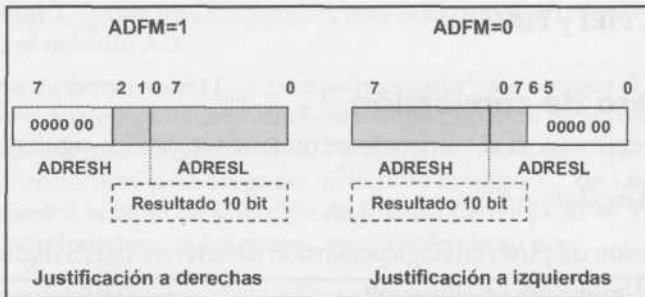 ADFM=1 ADFM=0
7 2 1 0 7 0 7 0 7 6 5 0
0000 00 0000 00
ADRESH ADRESL ADRESH ADRESL
Resultado 10 bit Resultado 10 bit
Justificación a derechas Justificación a izquierdas